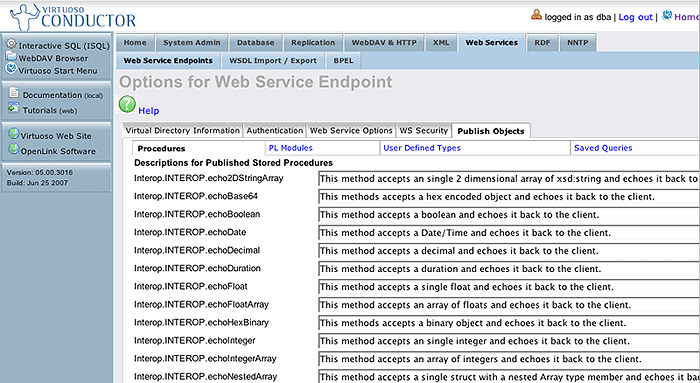 VIRTUOSO
CONDUCTOR
logged in as dba | Log out | Home
Interactive SQL (ISQL)
WebDAV Browser
Virtuoso Start Menu
Documentation (local)
Tutorials (web)
Virtuoso Web Site
OpenLink Software
Version: 05.00.3016
Build: Jun 25 2007
Home System Admin Database Replication WebDAV & HTTP XML Web Services RDF NNTP
Web Service Endpoints WSDL Import / Export BPEL
Options for Web Service Endpoint
Help
Virtual Directory Information Authentication Web Service Options WS Security Publish Objects
Procedures PL Modules User Defined Types Saved Queries
Descriptions for Published Stored Procedures
Interop.INTEROP.echo2DStringArray This method accepts an single 2 dimensional array of xsd:string and echoes it back to
Interop.INTEROP.echoBase64 This methods accepts a hex encoded object and echoes it back to the client.
Interop.INTEROP.echoBoolean This method accepts a boolean and echoes it back to the client.
Interop.INTEROP.echoDate This method accepts a Date/Time and echoes it back to the client.
Interop.INTEROP.echoDecimal This method accepts a decimal and echoes it back to the client.
Interop.INTEROP.echoDuration This method accepts a duration and echoes it back to the client.
Interop.INTEROP.echoFloat This method accepts a single float and echoes it back to the client.
Interop.INTEROP.echoFloatArray This method accepts an array of floats and echoes it back to the client.
Interop.INTEROP.echoHexBinary This methods accepts a binary object and echoes it back to the client.
Interop.INTEROP.echoInteger This method accepts an single integer and echoes it back to the client.
Interop.INTEROP.echoIntegerArray This method accepts an array of integers and echoes it back to the client.
Interop.INTEROP.echoNestedArray This method accepts a single struct with a nested Array type member and echoes it ba